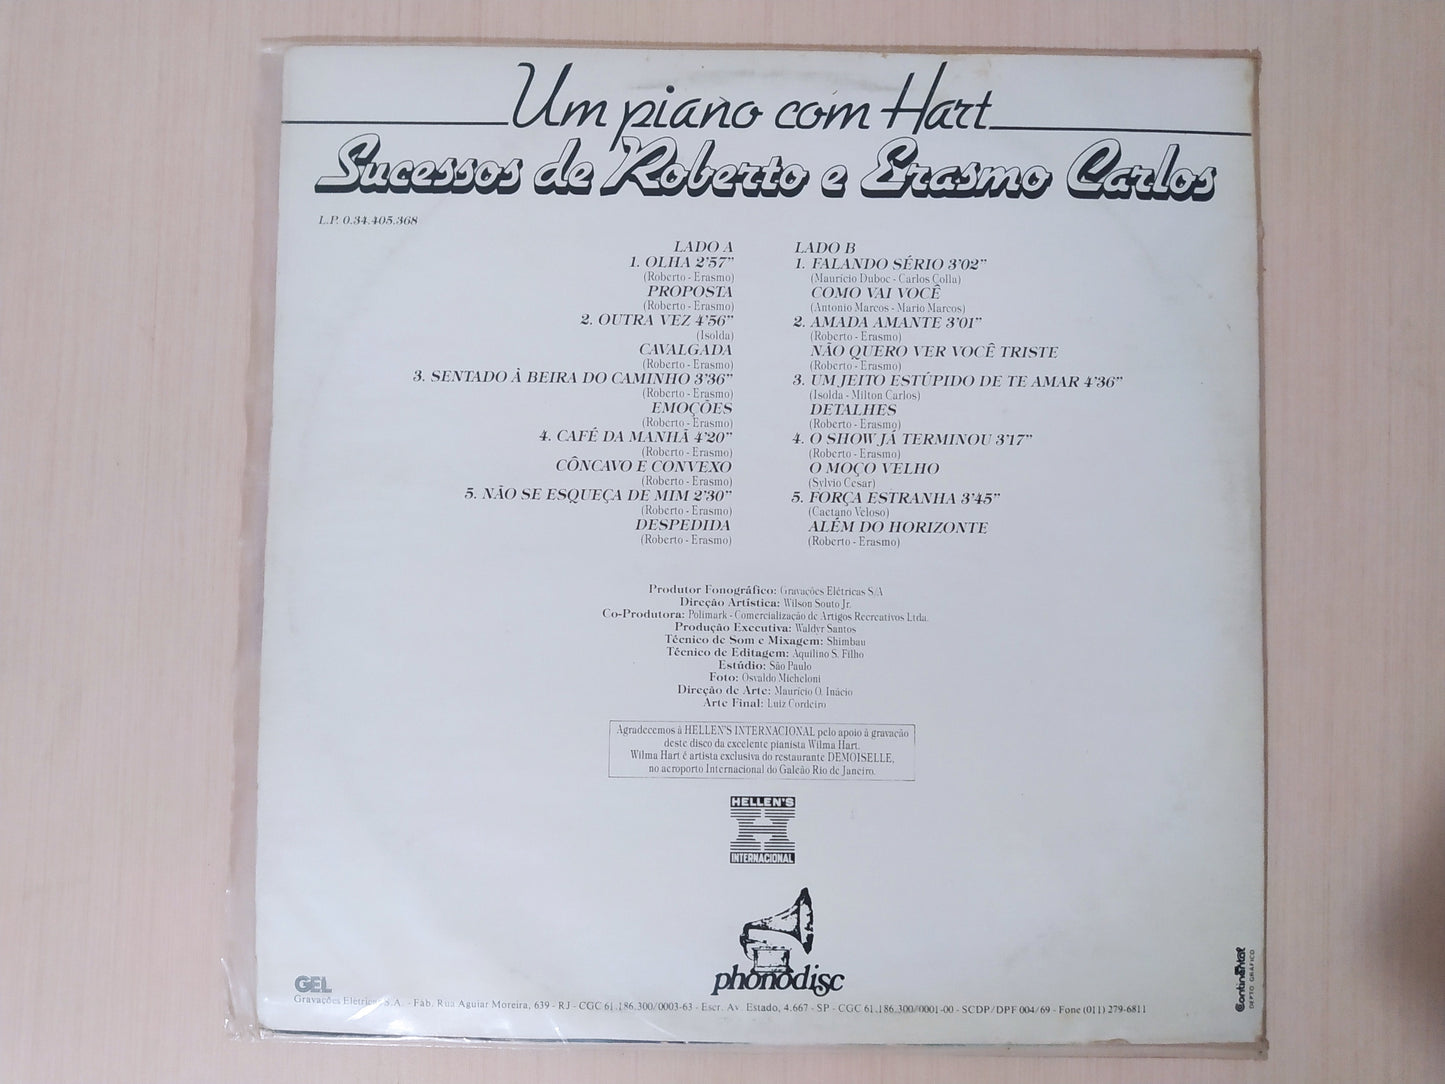 Um piano com Hart
Sucessos de Roberto e Erasmo Carlos
L.P. 0.34.405.368
LADO A
1. OLHA 2'57"
(Roberto - Erasmo)
PROPOSTA
(Roberto - Erasmo)
2. OUTRA VEZ 4'56"
(Isolda)
CAVALGADA
(Roberto - Erasmo)
3. SENTADO À BEIRA DO CAMINHO 3'36"
(Roberto - Erasmo)
EMOÇÕES
(Roberto - Erasmo)
4. CAFÉ DA MANHÃ 4'20"
(Roberto - Erasmo)
CÔNCAVO E CONVEXO
(Roberto - Erasmo)
5. NÃO SE ESQUEÇA DE MIM 2'30"
(Roberto - Erasmo)
DESPEDIDA
(Roberto - Erasmo)
LADO B
1. FALANDO SÉRIO 3'02"
(Maurício Duboc - Carlos Colla)
COMO VAI VOCÊ
(Antonio Marcos - Mario Marcos)
2. AMADA AMANTE 3'01"
(Roberto - Erasmo)
NÃO QUERO VER VOCÊ TRISTE
(Roberto - Erasmo)
3. UM JEITO ESTÚPIDO DE TE AMAR 4'36"
(Isolda - Milton Carlos)
DETALHES
(Roberto - Erasmo)
4. O SHOW JÁ TERMINOU 3'17"
(Roberto - Erasmo)
O MOÇO VELHO
(Sylvio Cesar)
5. FORÇA ESTRANHA 3'45"
(Caetano Veloso)
ALÉM DO HORIZONTE
(Roberto - Erasmo)
Produtor Fonográfico: Gravações Elétricas S/A
Direção Artística: Wilson Souto Jr.
Co-Produtora: Polimark - Comercialização de Artigos Recreativos Ltda.
Produção Executiva: Waldyr Santos
Técnico de Som e Mixagem: Shimbau
Técnico de Editagem: Aquilino S. Filho
Estúdio: São Paulo
Foto: Osvaldo Micheloni
Direção de Arte: Maurício O. Inácio
Arte Final: Luiz Cordeiro
Agradecemos à HELLEN'S INTERNACIONAL pelo apoio à gravação
deste disco da excelente pianista Wilma Hart.
Wilma Hart é artista exclusiva do restaurante DEMOISELLE,
no aeroporto Internacional do Galeão Rio de Janeiro.
HELLEN'S
H
INTERNACIONAL
phonodisc
GEL
Gravações Elétricas S.A. - Fáb. Rua Aguiar Moreira, 639 - RJ - CGC 61.186.300/0003-63 - Escr. Av. Estado, 4.667 - SP - CGC 61.186.300/0001-00 - SCDP/DPF 004/69 - Fone (011) 279-6811
Continental
DEPTO GRÁFICO